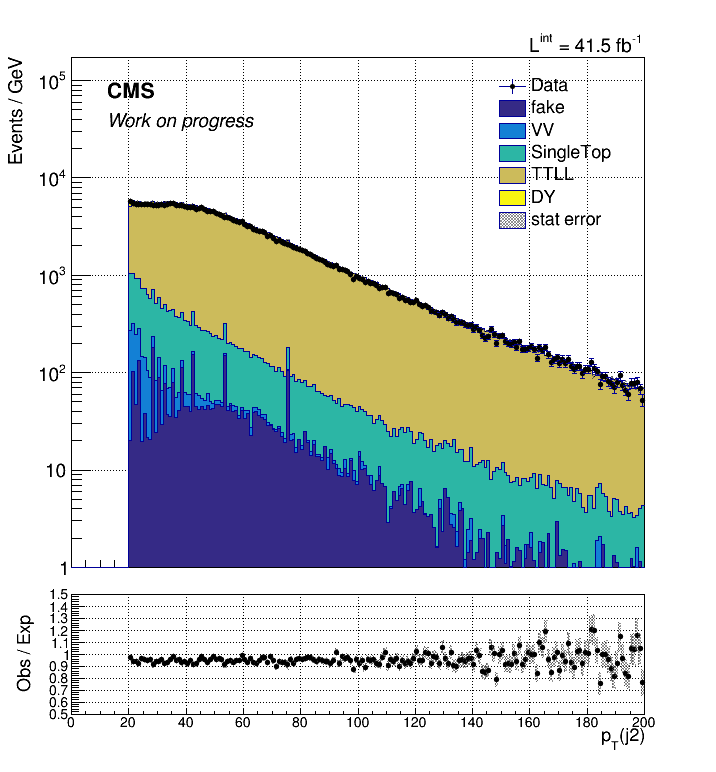 L^int = 41.5 fb^-1
Events / GeV
10^5
10^4
10^3
10^2
10
1
CMS
Work on progress
Data
fake
VV
SingleTop
TTLL
DY
stat error
Obs / Exp
1.5
1.4
1.3
1.2
1.1
1
0.9
0.8
0.7
0.6
0.5
0 20 40 60 80 100 120 140 160 180 200
p_T(j2)